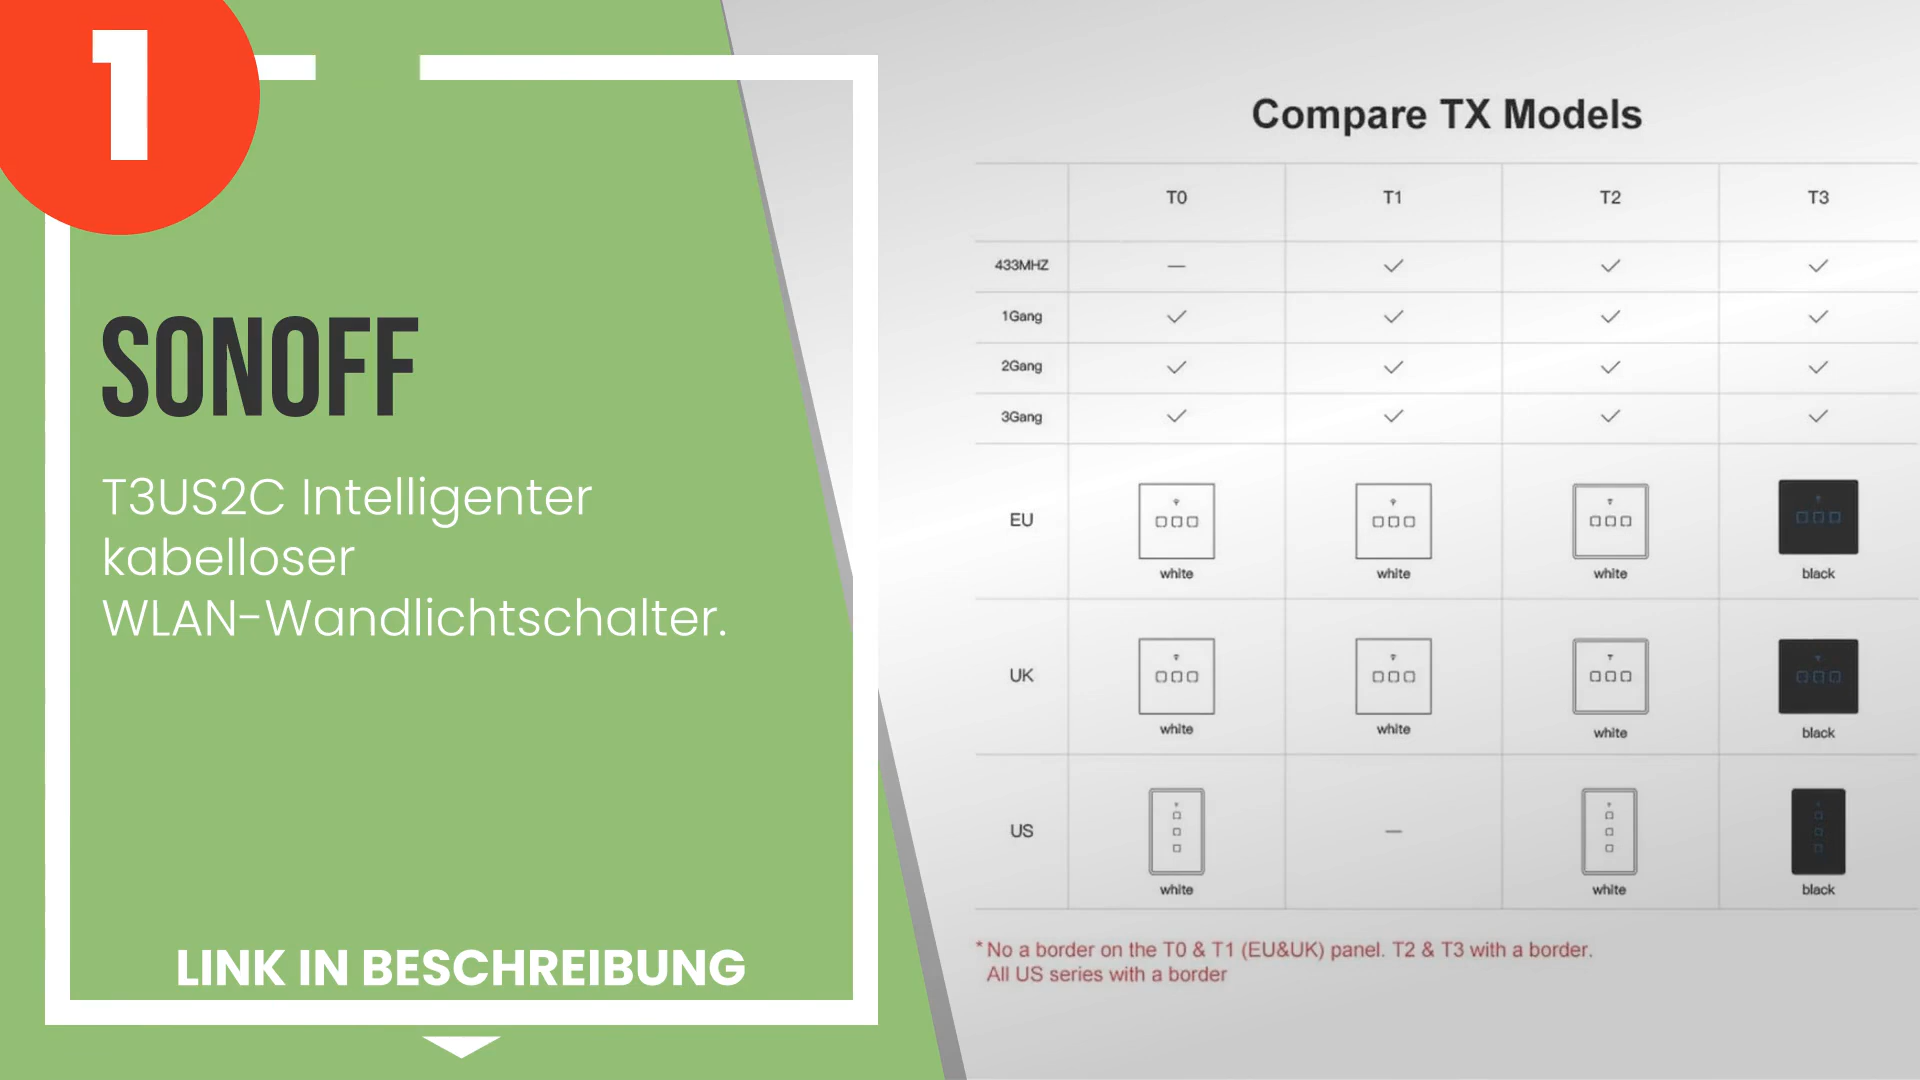 1
SONOFF
T3US2C Intelligenter
kabelloser
WLAN-Wandlichtschalter.
LINK IN BESCHREIBUNG
Compare TX Models
T0 T1 T2 T3
433MHZ — ✓ ✓ ✓
1Gang ✓ ✓ ✓ ✓
2Gang ✓ ✓ ✓ ✓
3Gang ✓ ✓ ✓ ✓
EU
white white white black
UK
white white white black
US —
white white black
* No a border on the T0 & T1 (EU&UK) panel. T2 & T3 with a border.
All US series with a border